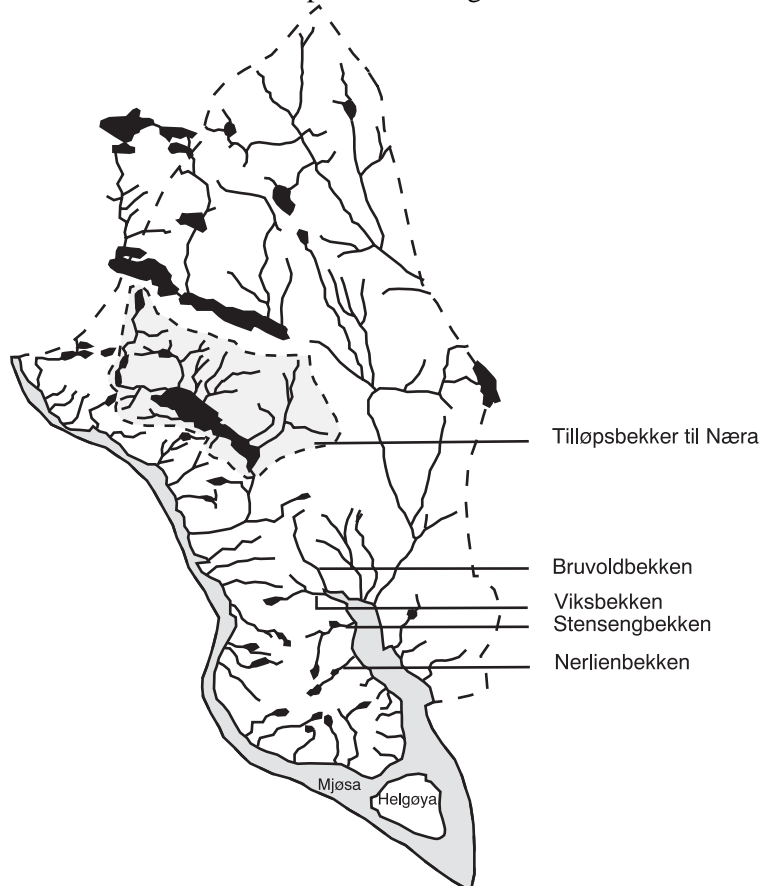 Tilløpsbekker til Næra
Bruvoldbekken
Viksbekken
Stensengbekken
Nerlienbekken
Mjøsa
Helgøya